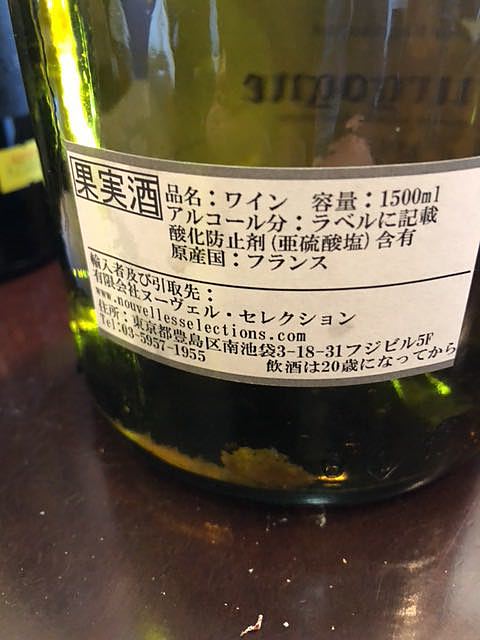 urgogne
果実酒
品名：ワイン　容量：1500ml
アルコール分：ラベルに記載
酸化防止剤(亜硫酸塩)含有
原産国：フランス
輸入者及び引取先：
有限会社ヌーヴェル・セレクション
www.nouvellesselections.com
住所：東京都豊島区南池袋3-18-31フジビル5F
Tel:03-5957-1955
飲酒は20歳になってから